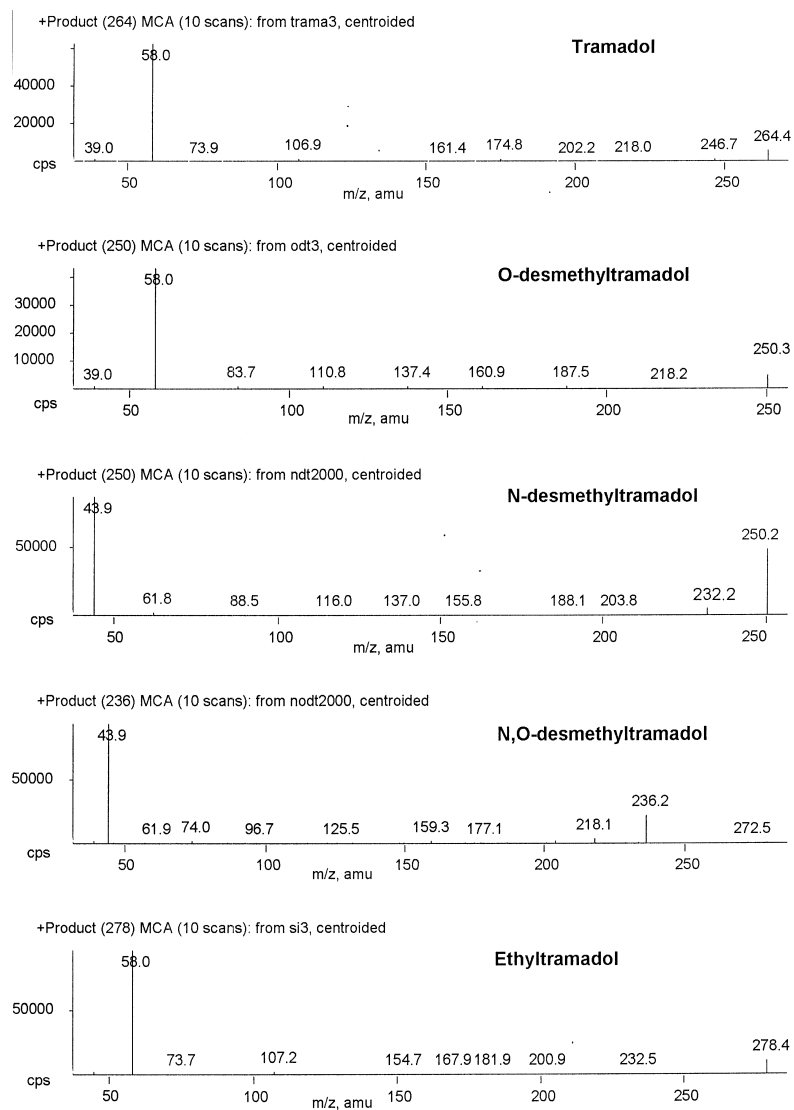 +Product (264) MCA (10 scans): from trama3, centroided
Tramadol
58.0
40000
20000
39.0 73.9 106.9 161.4 174.8 202.2 218.0 246.7 264.4
cps
50 100 150 200 250
m/z, amu
+Product (250) MCA (10 scans): from odt3, centroided
O-desmethyltramadol
58.0
30000
20000
10000
39.0 83.7 110.8 137.4 160.9 187.5 218.2 250.3
cps
50 100 150 200 250
m/z, amu
+Product (250) MCA (10 scans): from ndt2000, centroided
N-desmethyltramadol
43.9
50000
250.2
61.8 88.5 116.0 137.0 155.8 188.1 203.8 232.2
cps
50 100 150 200 250
m/z, amu
+Product (236) MCA (10 scans): from nodt2000, centroided
N,O-desmethyltramadol
43.9
50000
236.2
61.9 74.0 96.7 125.5 159.3 177.1 218.1 272.5
cps
50 100 150 200 250
m/z, amu
+Product (278) MCA (10 scans): from si3, centroided
Ethyltramadol
58.0
50000
278.4
73.7 107.2 154.7 167.9 181.9 200.9 232.5
cps
50 100 150 200 250
m/z, amu